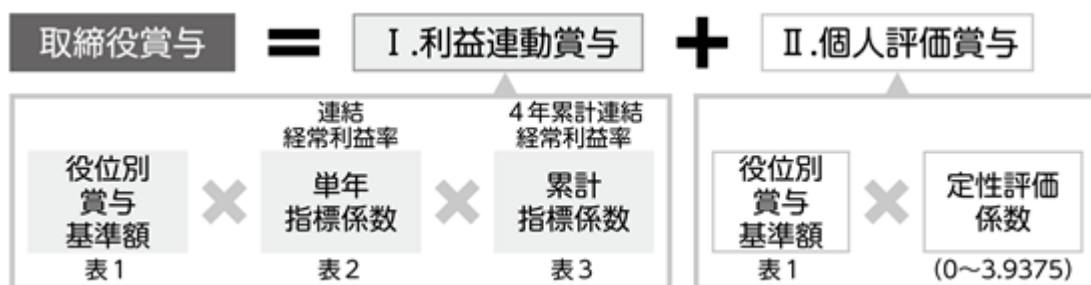 取締役賞与 = Ⅰ.利益連動賞与 + Ⅱ.個人評価賞与
連結
経常利益率
4年累計連結
経常利益率
役位別
賞与
基準額
×
単年
指標係数
×
累計
指標係数
役位別
賞与
基準額
×
定性評価
係数
表1
表2
表3
表1
(0～3.9375)